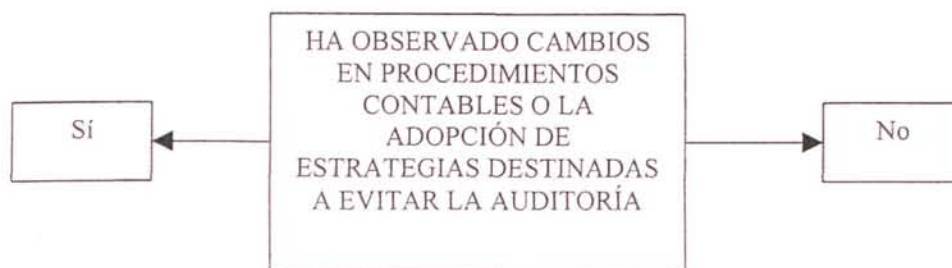 HA OBSERVADO CAMBIOS
EN PROCEDIMIENTOS
CONTABLES O LA
ADOPCIÓN DE
ESTRATEGIAS DESTINADAS
A EVITAR LA AUDITORÍA
Sí
No